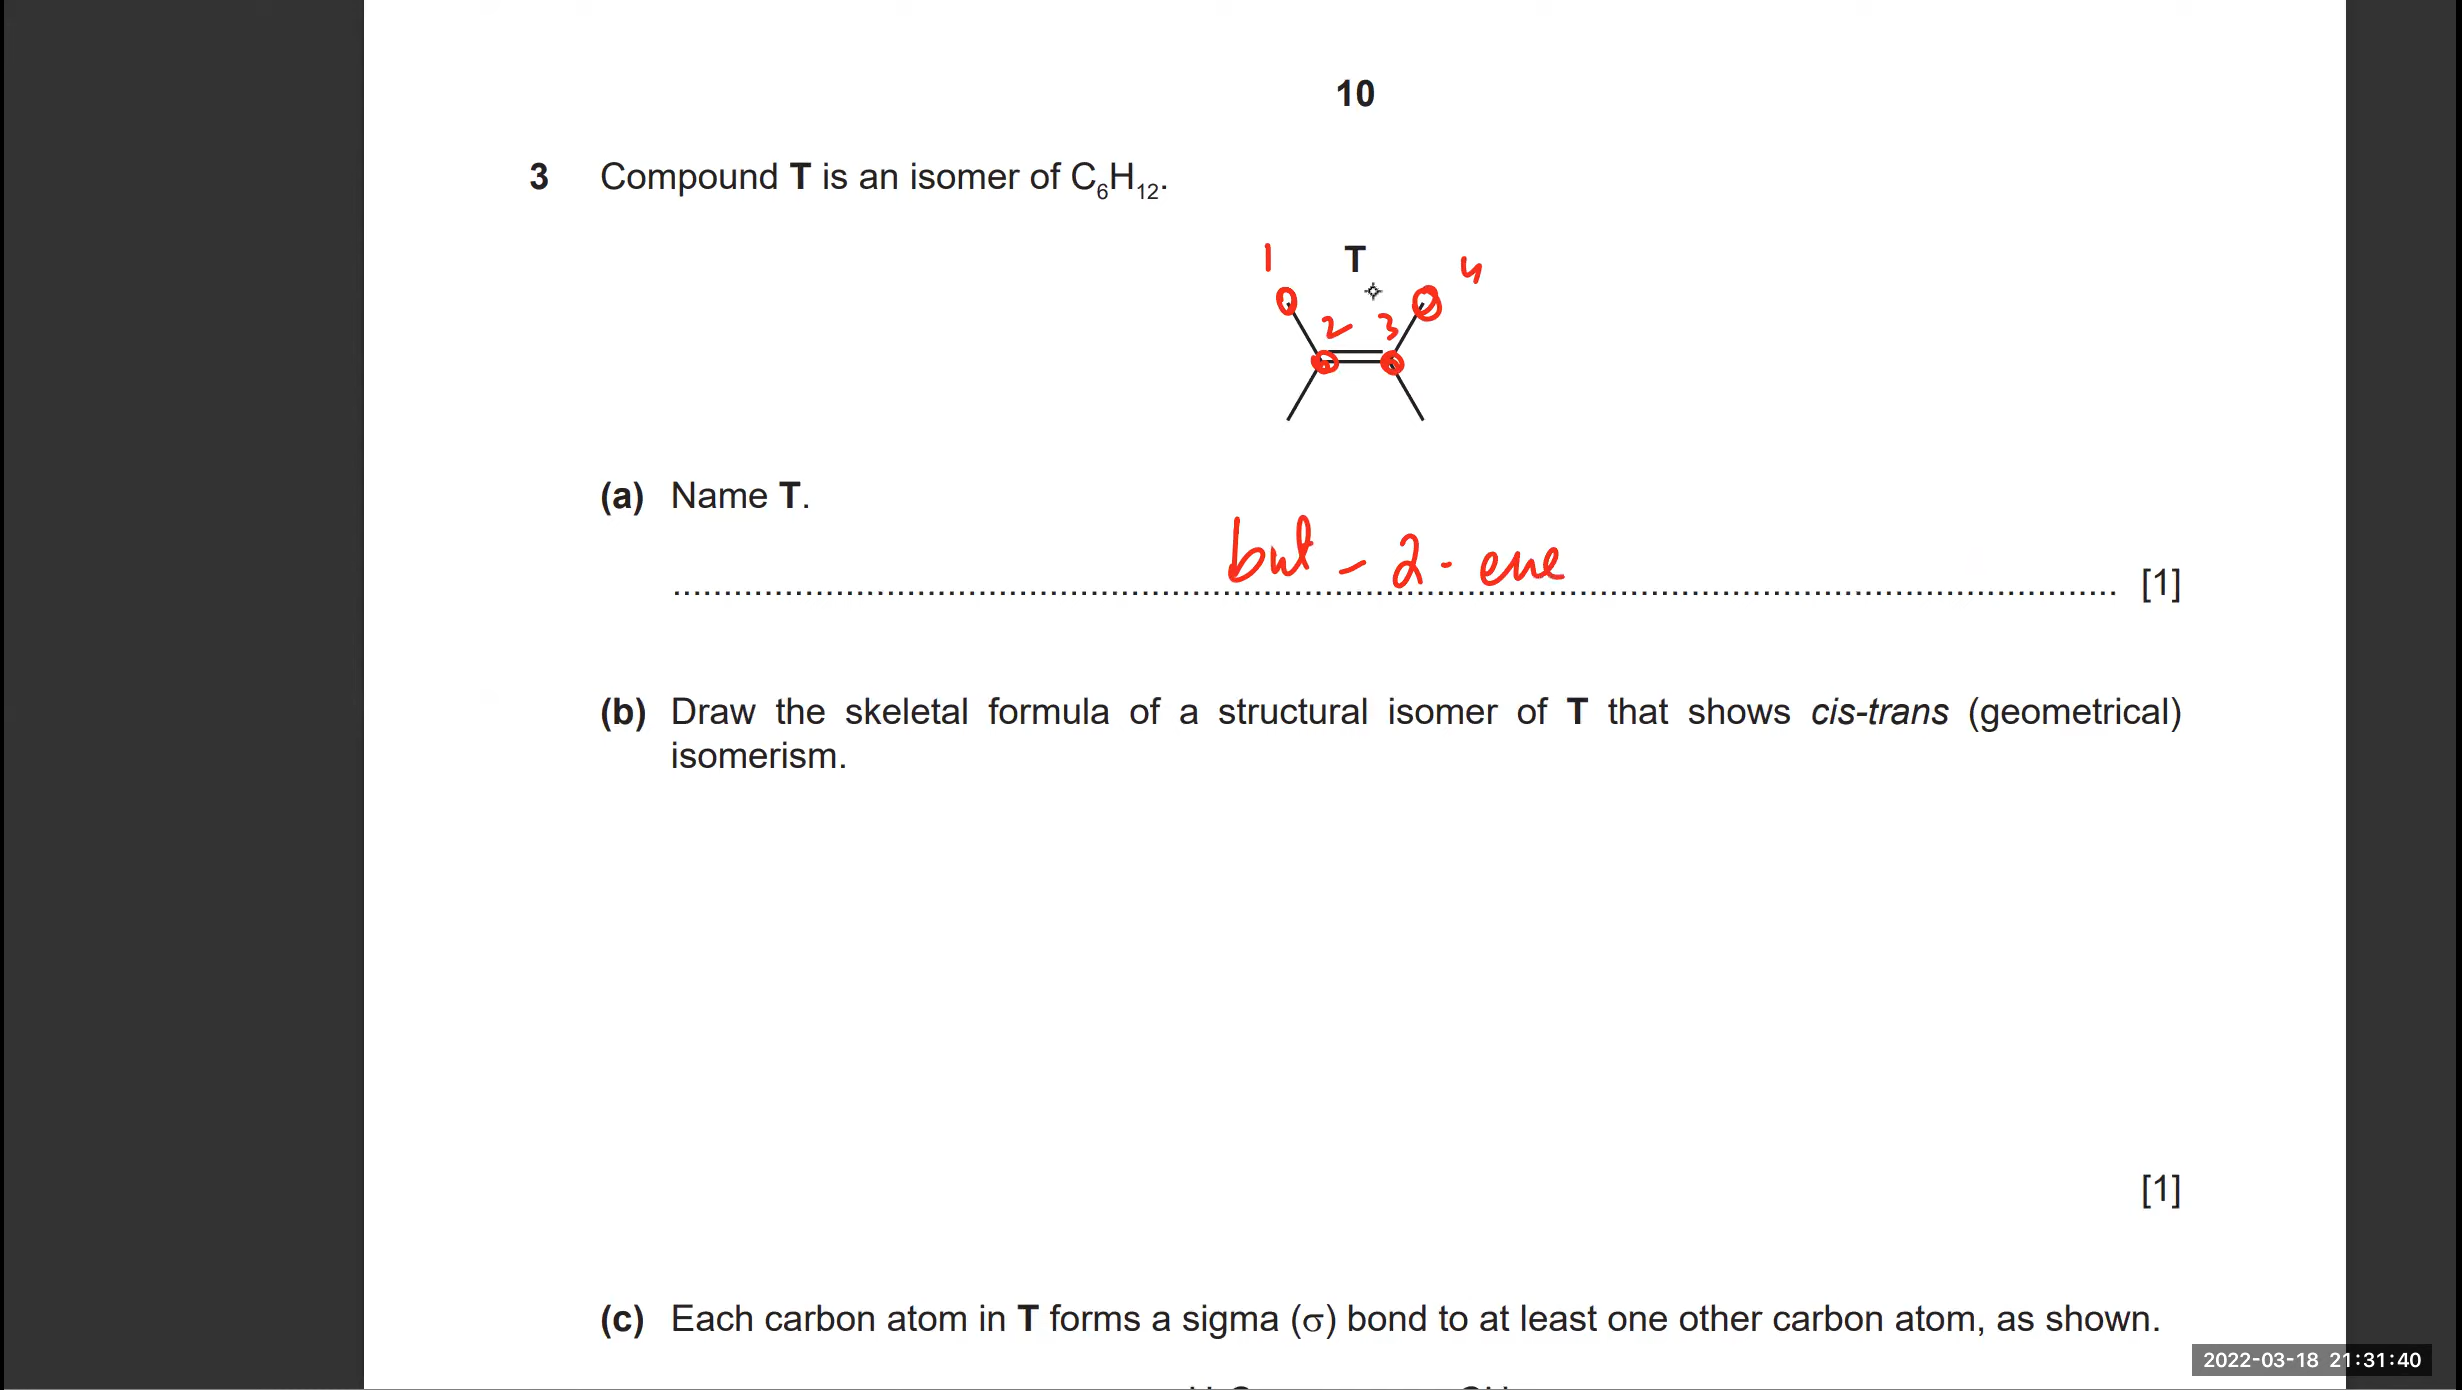 10
3 Compound T is an isomer of C₆H₁₂.
1 T 4
2 3
(a) Name T.
but - 2 - ene
[1]
(b) Draw the skeletal formula of a structural isomer of T that shows cis-trans (geometrical)
isomerism.
[1]
(c) Each carbon atom in T forms a sigma (σ) bond to at least one other carbon atom, as shown.
2022-03-18 21:31:40